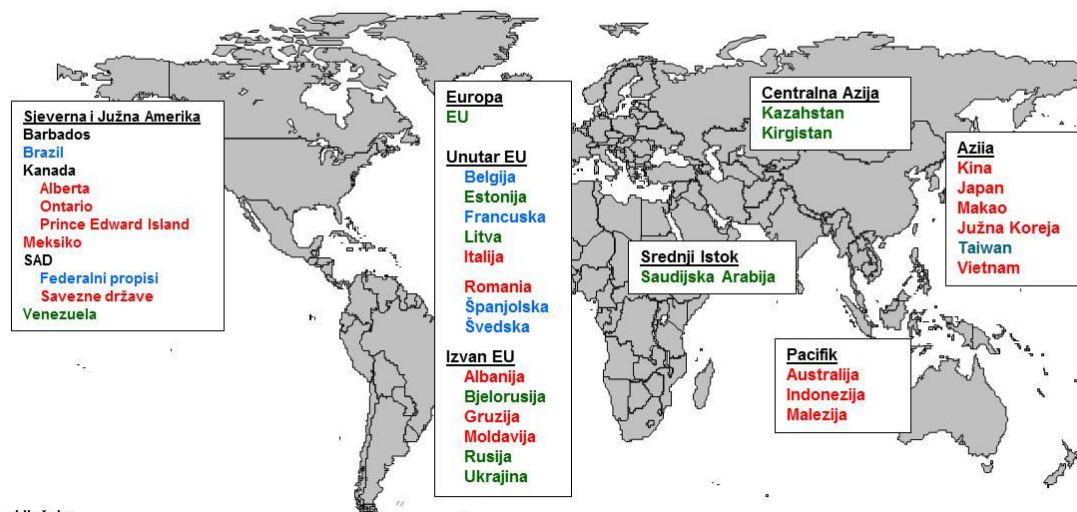 Sjeverna i Južna Amerika
Barbados
Brazil
Kanada
Alberta
Ontario
Prince Edward Island
Meksiko
SAD
Federalni propisi
Savezne države
Venezuela
Europa
EU
Unutar EU
Belgija
Estonija
Francuska
Litva
Italija
Romania
Španjolska
Švedska
Izvan EU
Albanija
Bjelorusija
Gruzija
Moldavija
Rusija
Ukrajina
Centralna Azija
Kazahstan
Kirgistan
Srednji Istok
Saudijska Arabija
Aziia
Kina
Japan
Makao
Južna Koreja
Taiwan
Vietnam
Pacifik
Australija
Indonezija
Malezija